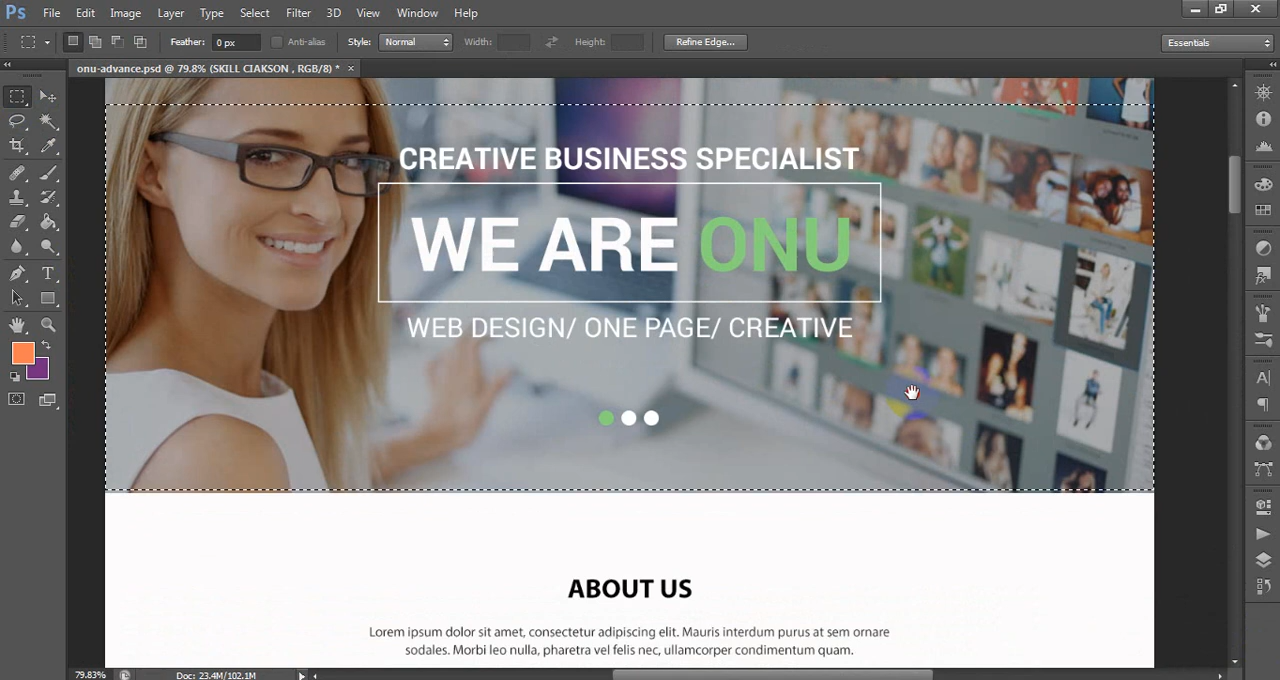 Ps File Edit Image Layer Type Select Filter 3D View Window Help
Feather: 0 px Anti-alias Style: Normal Width: Height: Refine Edge... Essentials
onu-advance.psd @ 79.8% (SKILL CIAKSON , RGB/8) * ×
CREATIVE BUSINESS SPECIALIST
WE ARE ONU
WEB DESIGN/ ONE PAGE/ CREATIVE
ABOUT US
Lorem ipsum dolor sit amet, consectetur adipiscing elit. Mauris interdum purus at sem ornare
sodales. Morbi leo nulla, pharetra vel felis nec, ullamcorper condimentum quam.
79.83% Doc: 23.4M/102.1M